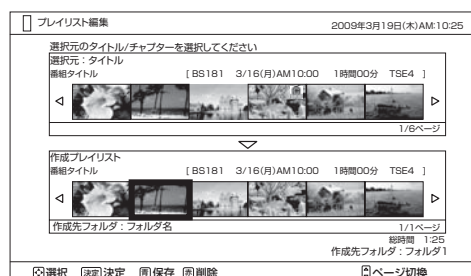 プレイリスト編集 2009年3月19日(木)AM:10:25
選択元のタイトル/チャプターを選択してください
選択元：タイトル
番組タイトル [ BS181 3/16(月)AM10:00 1時間00分 TSE4 ]
1/6ページ
作成プレイリスト
番組タイトル [ BS181 3/16(月)AM10:00 1時間00分 TSE4 ]
作成先フォルダ：フォルダ名 1/1ページ
総時間 1:25
作成先フォルダ：フォルダ1
選択 決定 決定 保存 赤 削除 ページ切換